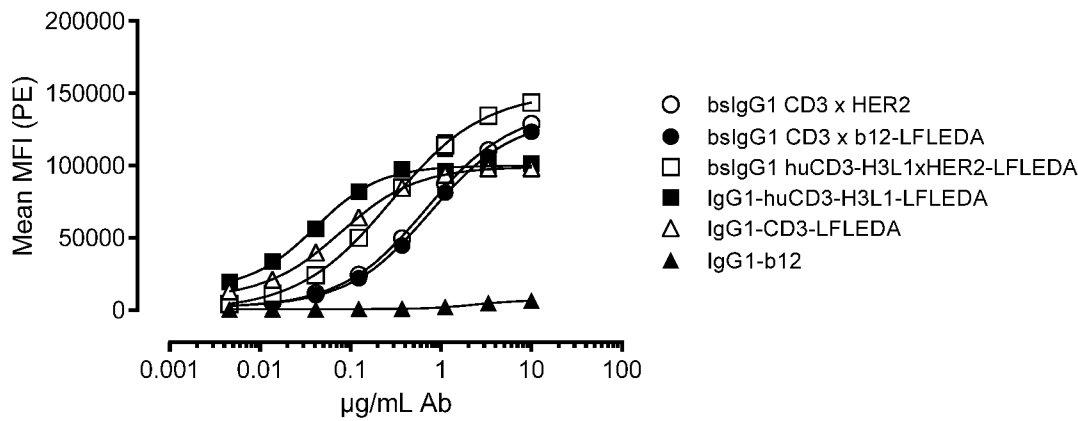 200000
150000
100000
50000
0
Mean MFI (PE)
0.001 0.01 0.1 1 10 100
µg/mL Ab
bsIgG1 CD3 x HER2
bsIgG1 CD3 x b12-LFLEDA
bsIgG1 huCD3-H3L1xHER2-LFLEDA
IgG1-huCD3-H3L1-LFLEDA
IgG1-CD3-LFLEDA
IgG1-b12